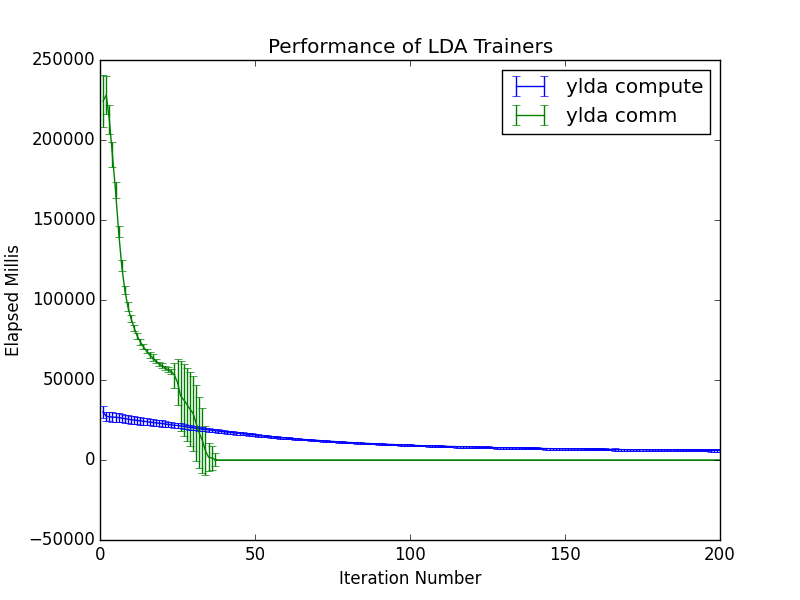 Performance of LDA Trainers
250000
200000
150000
100000
50000
0
−50000
Elapsed Millis
ylda compute
ylda comm
0 50 100 150 200
Iteration Number